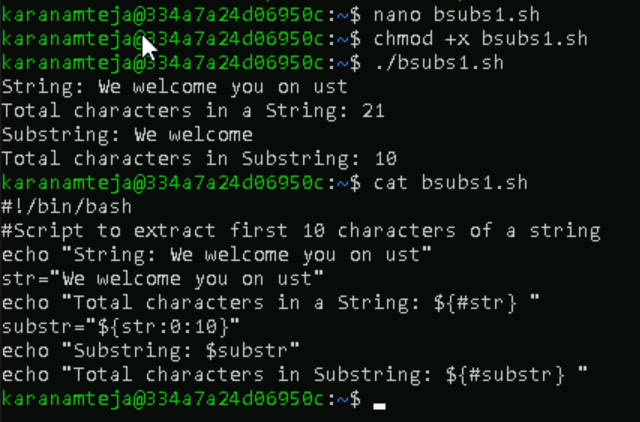 karanamteja@334a7a24d06950c:~$ nano bsubs1.sh
karanamteja@334a7a24d06950c:~$ chmod +x bsubs1.sh
karanamteja@334a7a24d06950c:~$ ./bsubs1.sh
String: We welcome you on ust
Total characters in a String: 21
Substring: We welcome
Total characters in Substring: 10
karanamteja@334a7a24d06950c:~$ cat bsubs1.sh
#!/bin/bash
#Script to extract first 10 characters of a string
echo "String: We welcome you on ust"
str="We welcome you on ust"
echo "Total characters in a String: ${#str} "
substr="${str:0:10}"
echo "Substring: $substr"
echo "Total characters in Substring: ${#substr} "
karanamteja@334a7a24d06950c:~$